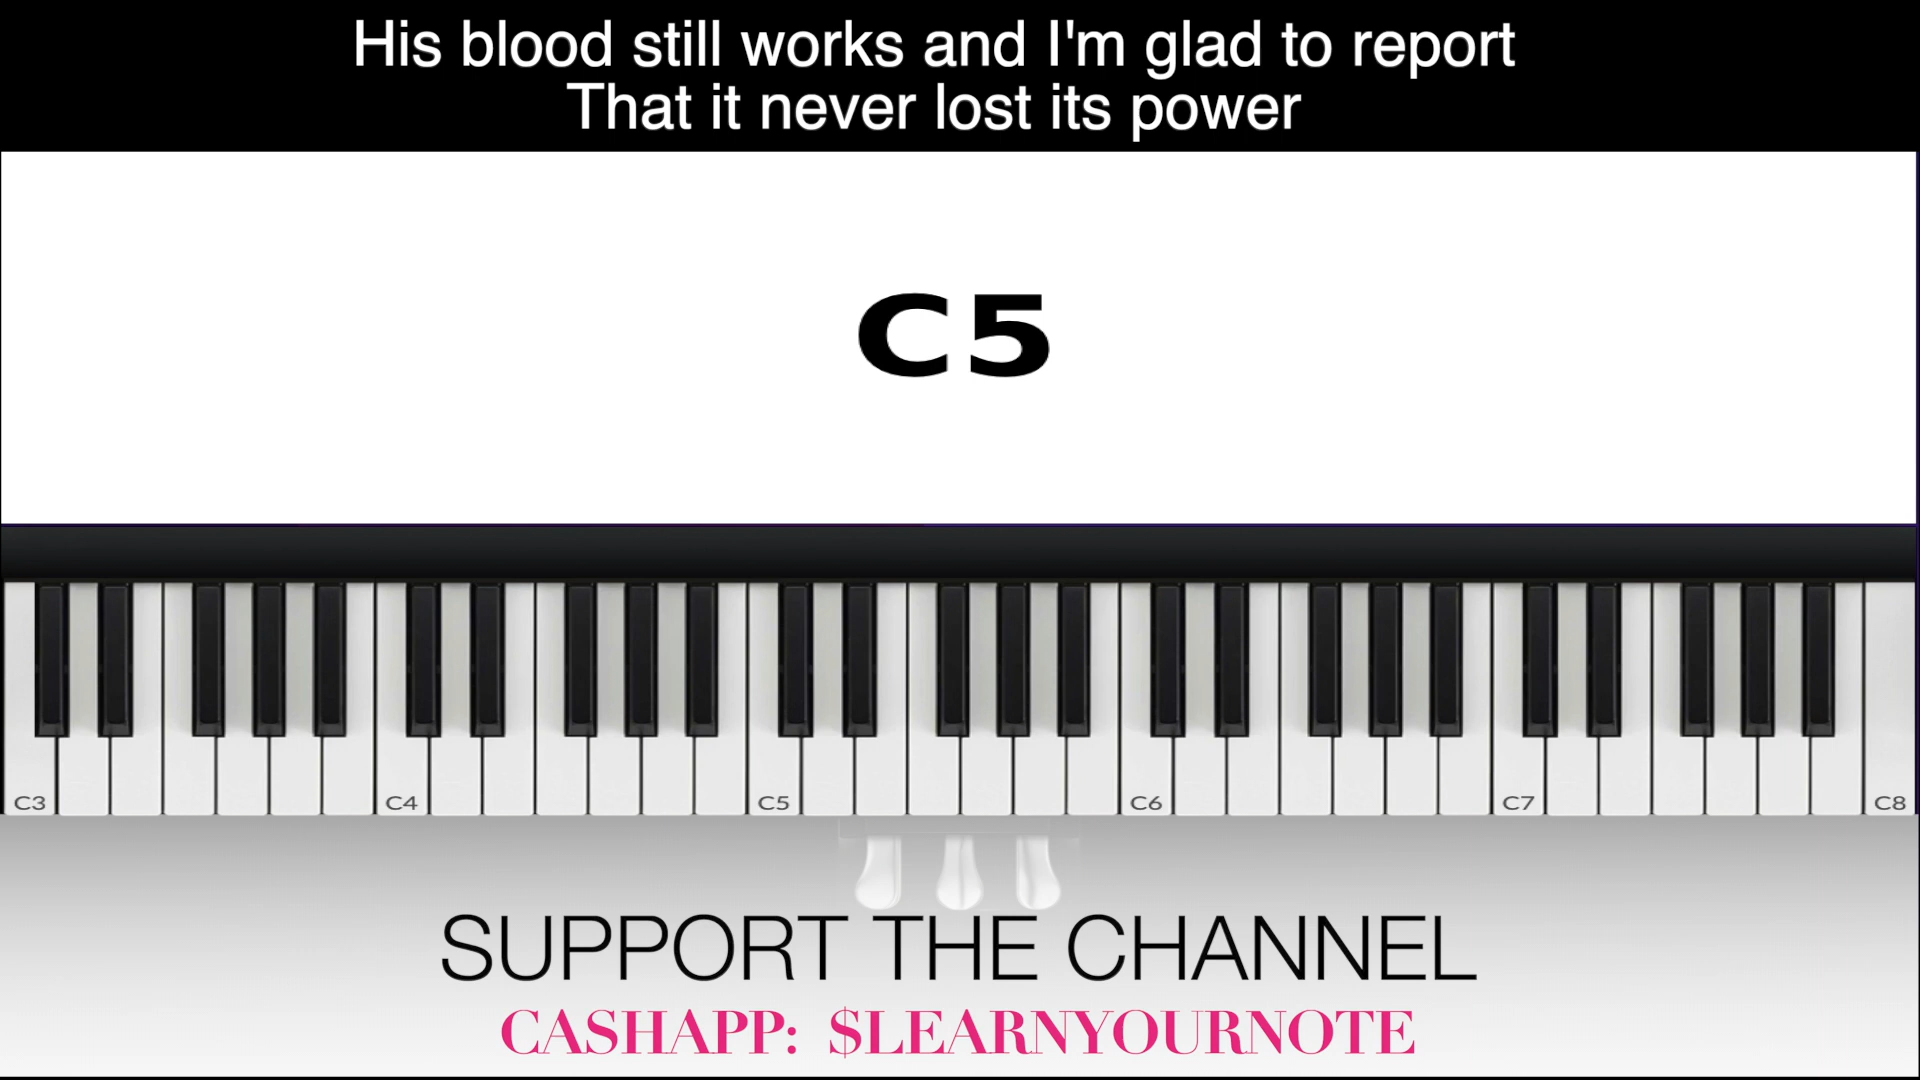 His blood still works and I'm glad to report
That it never lost its power
C5
C3 C4 C5 C6 C7 C8
SUPPORT THE CHANNEL
CASHAPP: $LEARNYOURNOTE